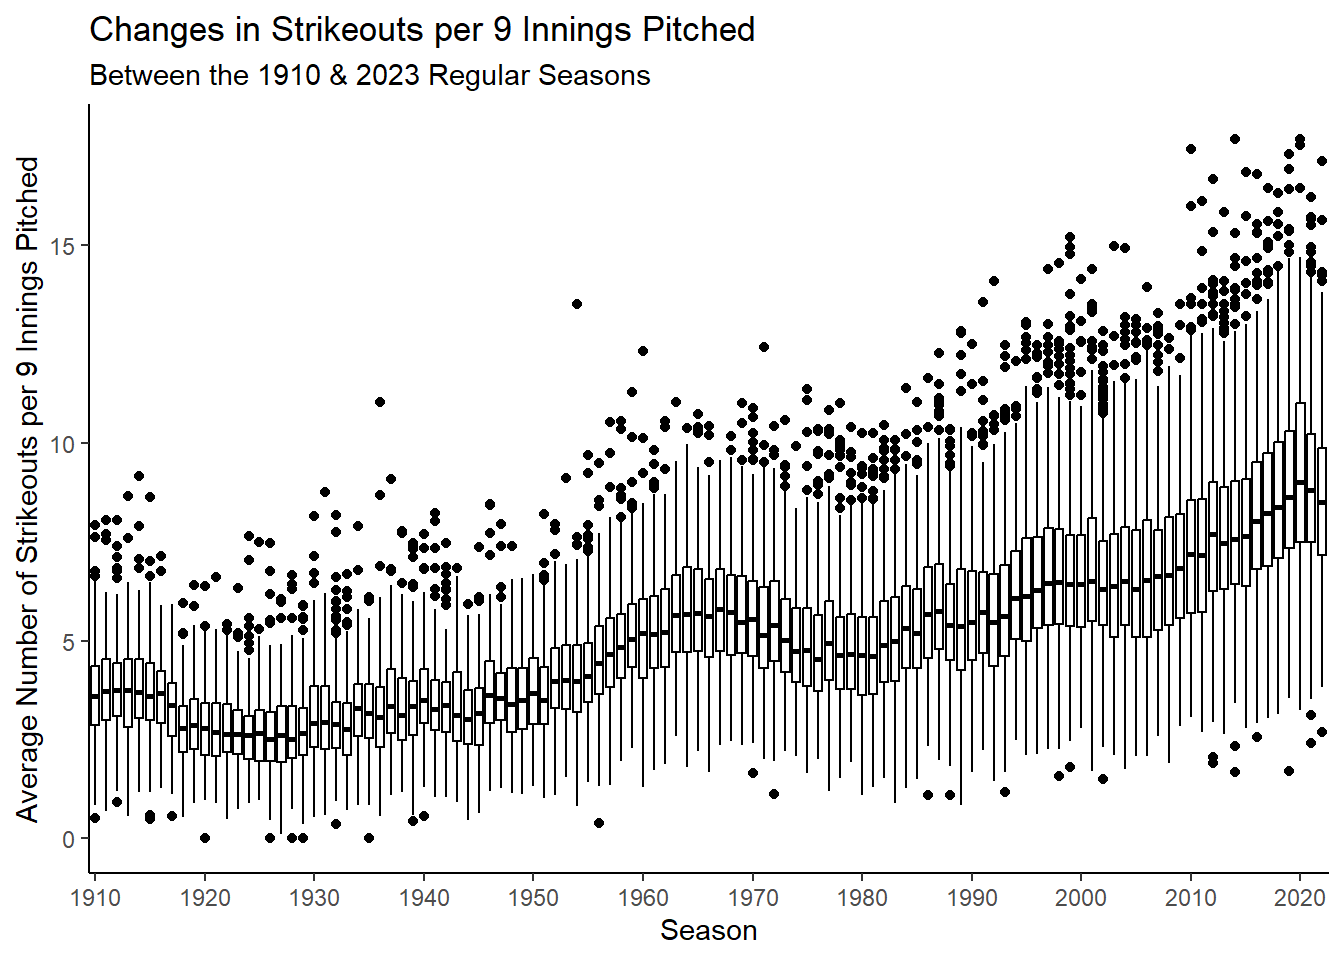 Changes in Strikeouts per 9 Innings Pitched
Between the 1910 & 2023 Regular Seasons
Average Number of Strikeouts per 9 Innings Pitched
15
10
5
0
1910 1920 1930 1940 1950 1960 1970 1980 1990 2000 2010 2020
Season